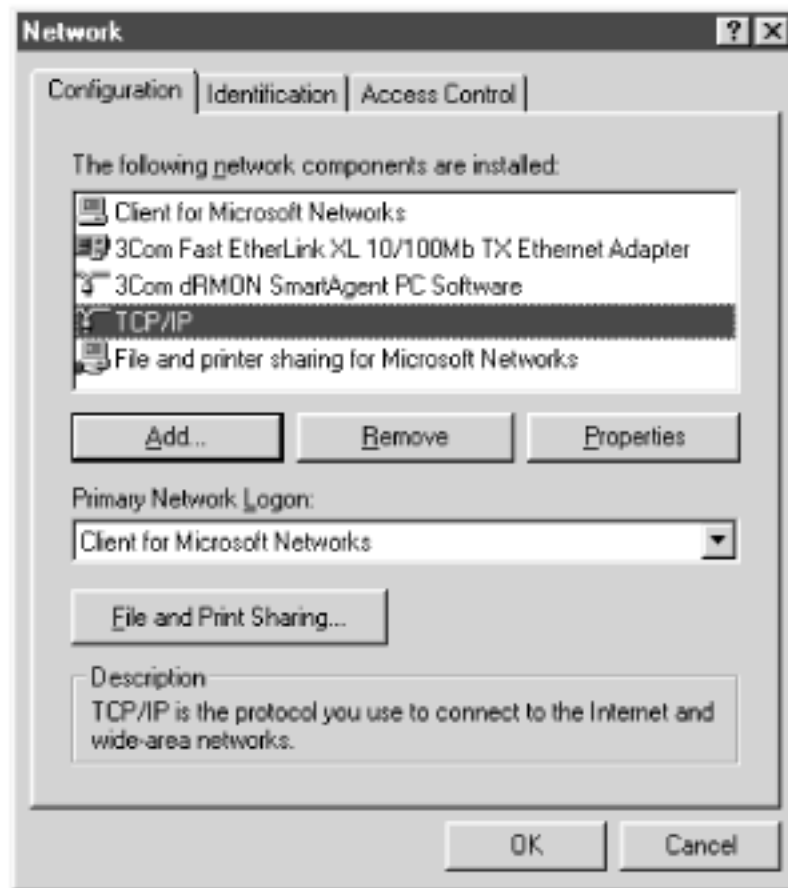 Network
Configuration
Identification
Access Control
The following network components are installed:
Client for Microsoft Networks
3Com Fast EtherLink XL 10/100Mb TX Ethernet Adapter
3Com dRMON SmartAgent PC Software
TCP/IP
File and printer sharing for Microsoft Networks
Add...
Remove
Properties
Primary Network Logon:
Client for Microsoft Networks
File and Print Sharing...
Description
TCP/IP is the protocol you use to connect to the Internet and
wide-area networks.
OK
Cancel